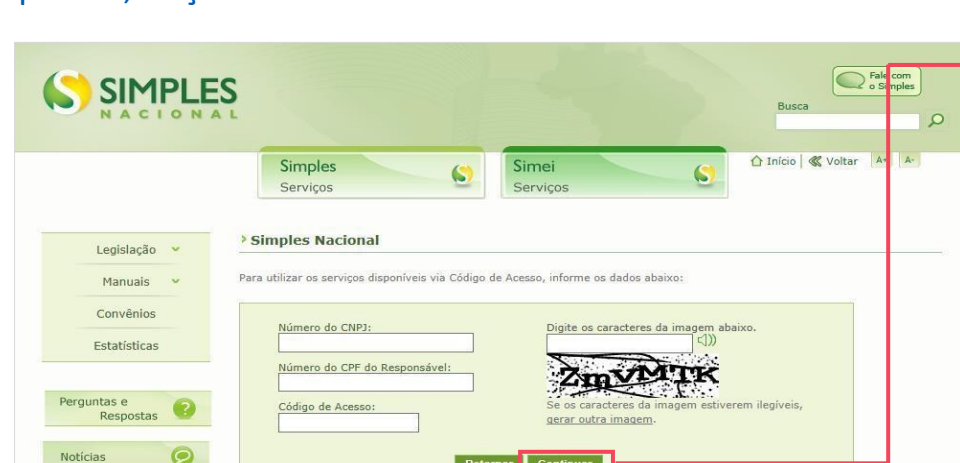 SIMPLES
NACIONAL
Fale com
o Simples
Busca
Simples
Serviços
Simei
Serviços
Início | Voltar A+ A-
Legislação
Manuais
Convênios
Estatísticas
Perguntas e
Respostas
Notícias
Simples Nacional
Para utilizar os serviços disponíveis via Código de Acesso, informe os dados abaixo:
Número do CNPJ:
Número do CPF do Responsável:
Código de Acesso:
Digite os caracteres da imagem abaixo.
ZmvMTK
Se os caracteres da imagem estiverem ilegíveis,
gerar outra imagem.
Retornar Continuar